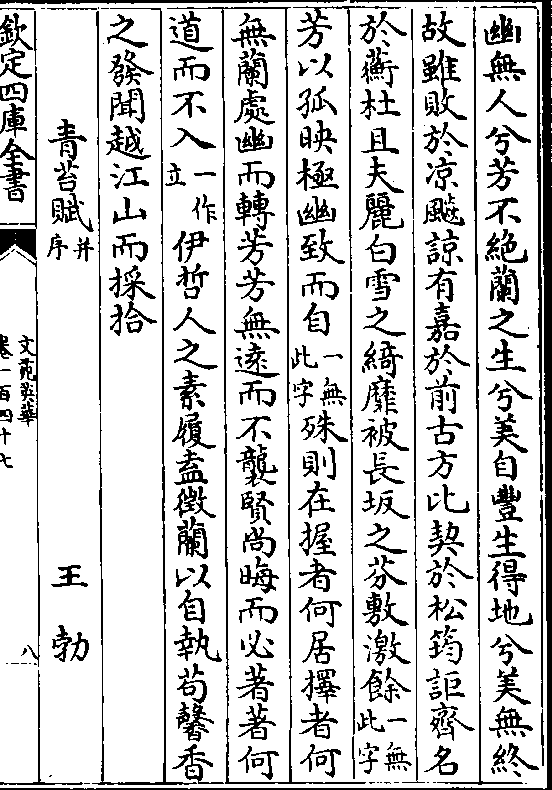 幽無人兮芳不絶蘭之生兮美自豐生得地兮美無終
故雖敗於凉飈諒有嘉於前古方比契於松筠詎齊名
於蘅杜且夫麗白雪之綺靡被長坂之芬敷激餘一無此字
芳以孤映極幽致而自一無此字殊則在握者何居擇者何
無蘭處幽而轉芳芳無逺而不襲賢尚晦而必著著何
道而不入一作立伊哲人之素履盍徴蘭以自執茍馨香
之發聞越江山而採拾
青苔賦并序 王勃
欽定四庫全書
文苑英華
卷一百四十七
八